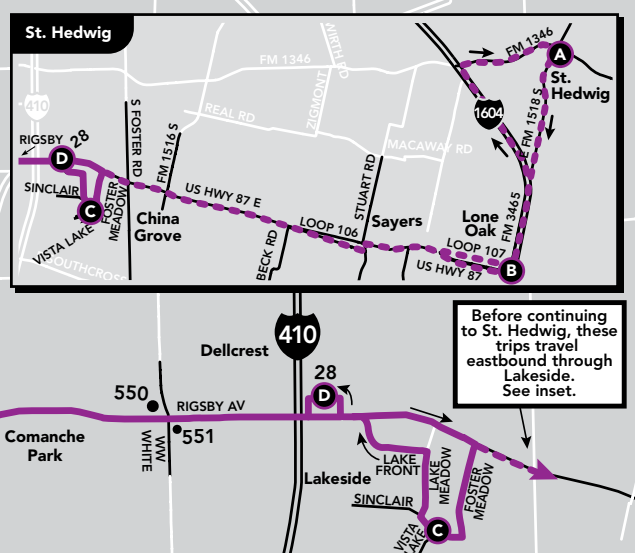 St. Hedwig
FM 1346
WIRTH RD
FM 1346
A
St.
Hedwig
410
S FOSTER RD
FM 1516 S
REAL RD
ZIGMONT
1604
FM 1518 S
MACAWAY RD
RIGSBY
28
D
SINCLAIR
C
VISTA LAKE
FOSTER
MEADOW
SOUTHCROSS
China
Grove
US HWY 87 E
STUART RD
LOOP 106
BECK RD
Sayers
Lone
Oak
FM 3465
LOOP 107
US HWY 87
B
410
Dellcrest
Before continuing
to St. Hedwig, these
trips travel
eastbound through
Lakeside.
See inset.
28
D
550
RIGSBY AV
551
WW
WHITE
Comanche
Park
Lakeside
LAKE
FRONT
LAKE
MEADOW
FOSTER
MEADOW
SINCLAIR
VISTA
LAKE
C